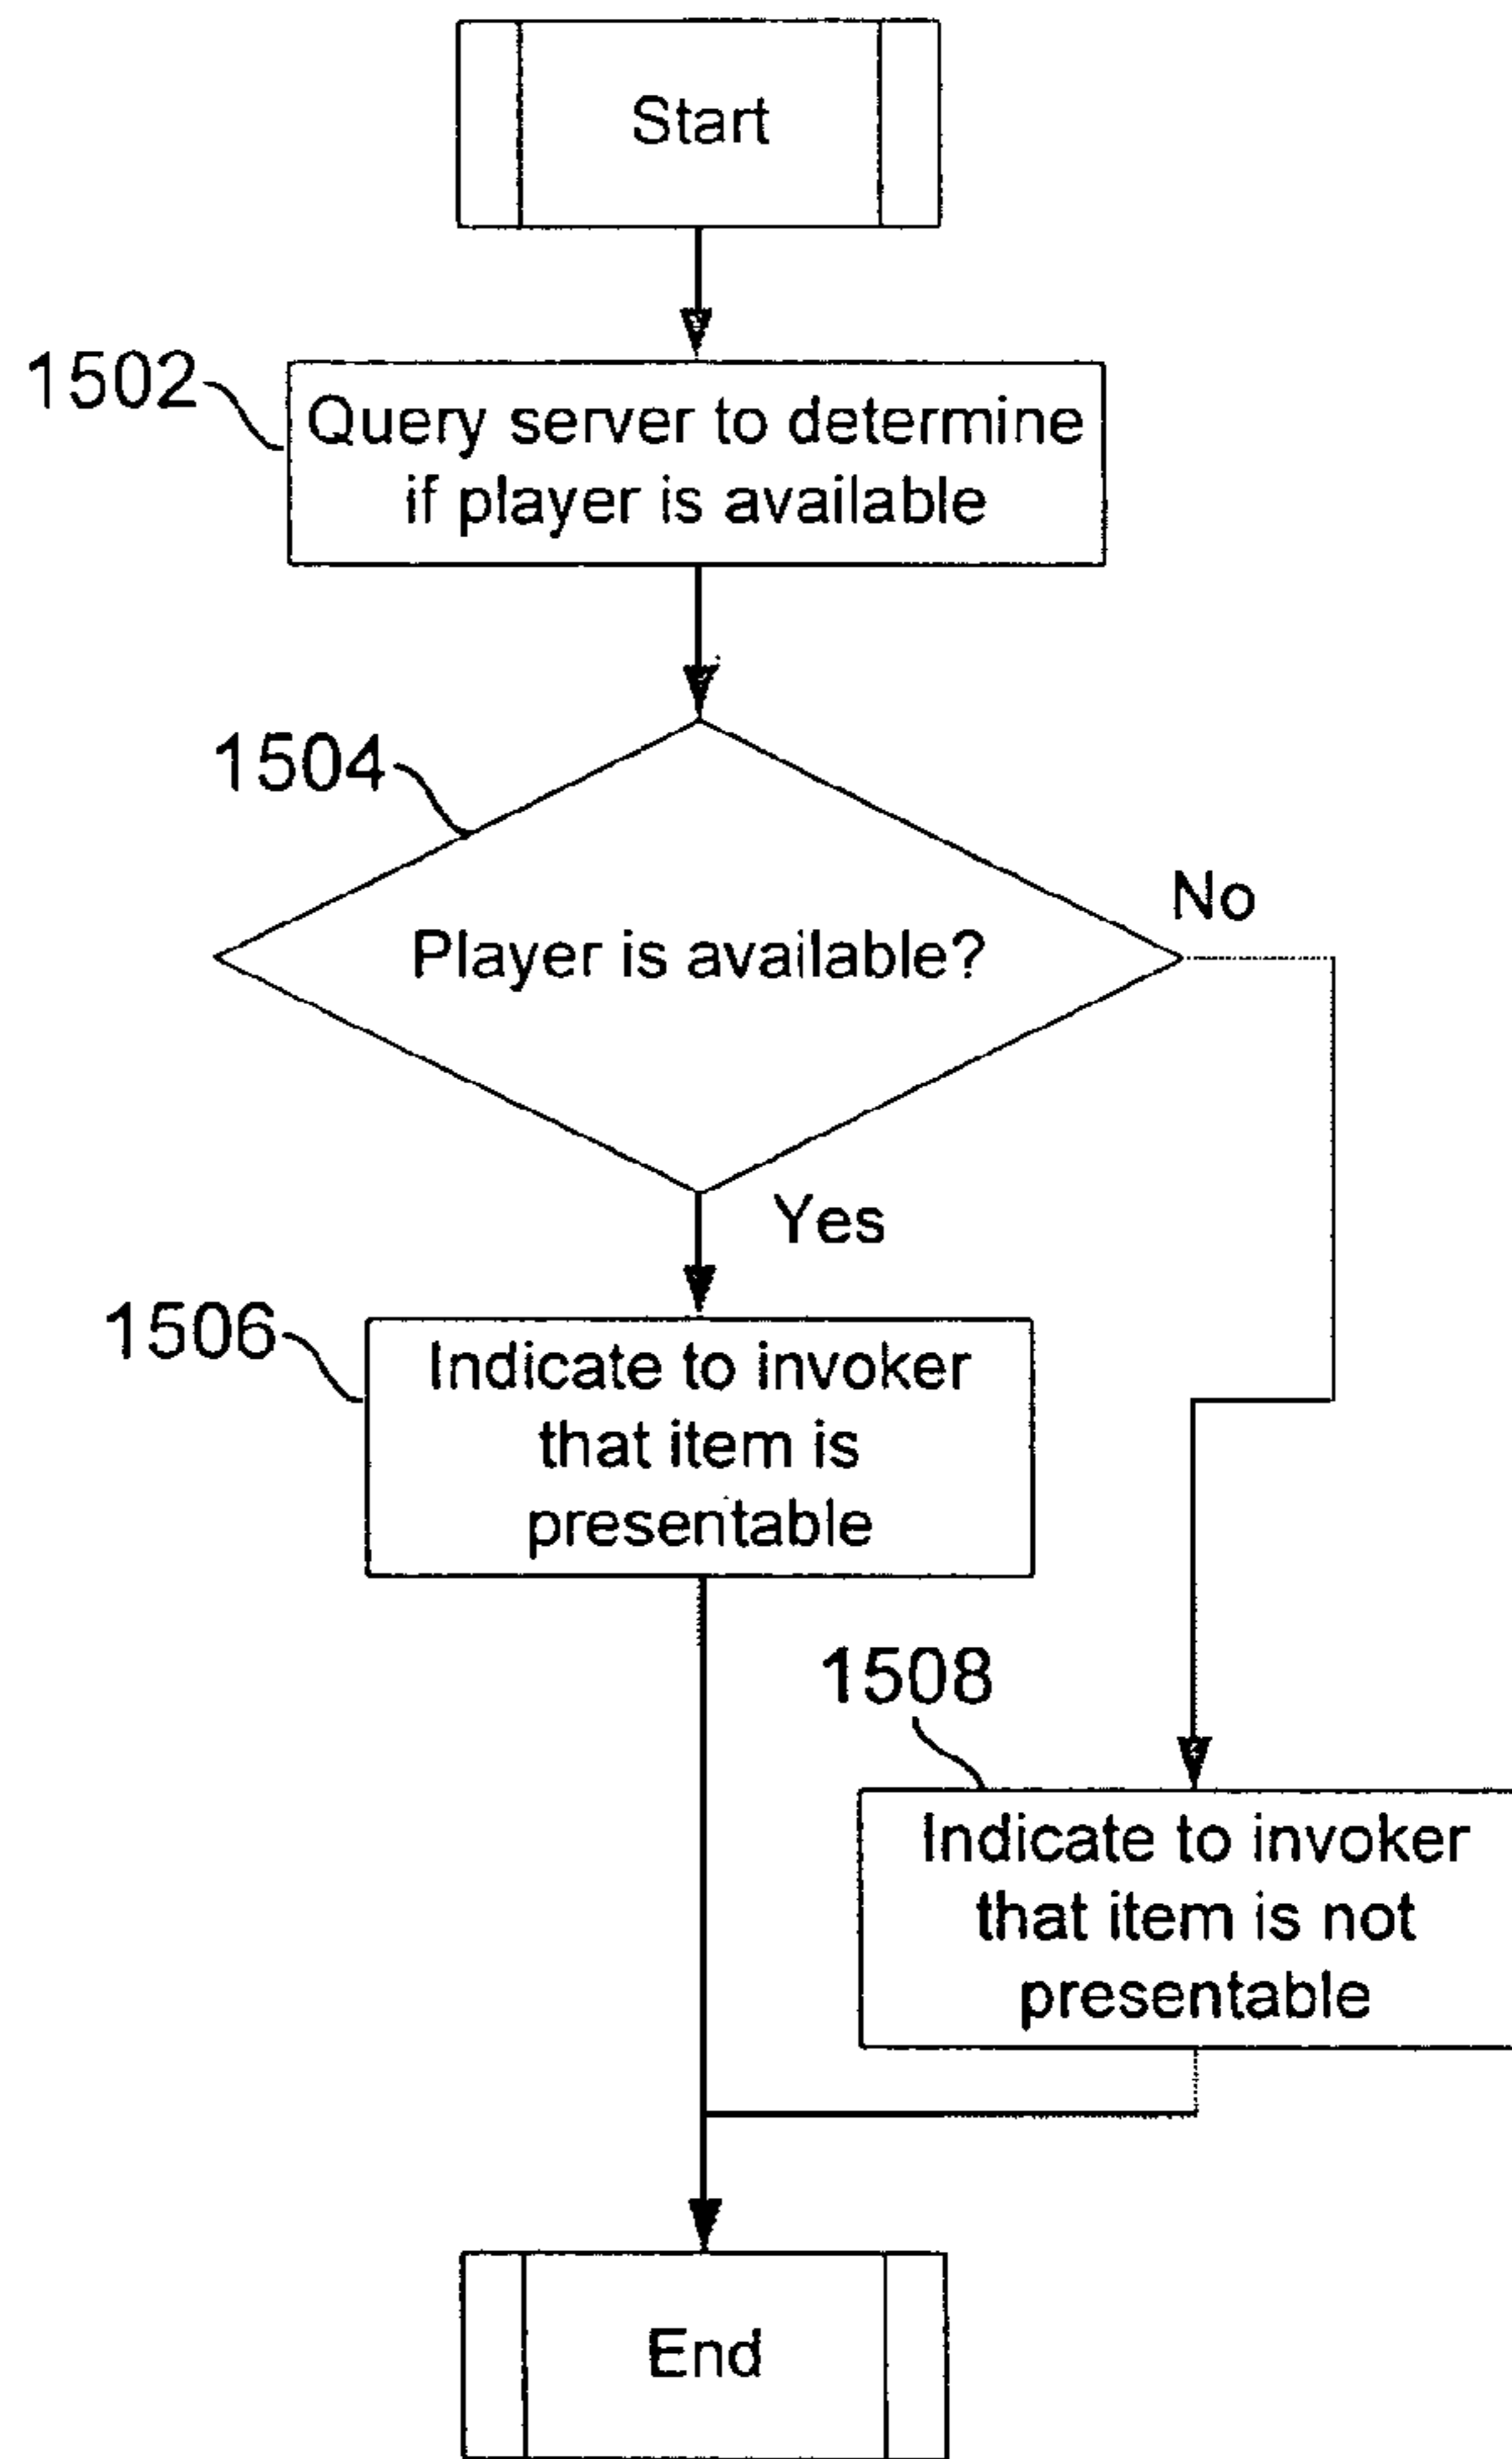 Start
1502
Query server to determine
if player is available
1504
Player is available?
No
Yes
1506
Indicate to invoker
that item is
presentable
1508
Indicate to invoker
that item is not
presentable
End